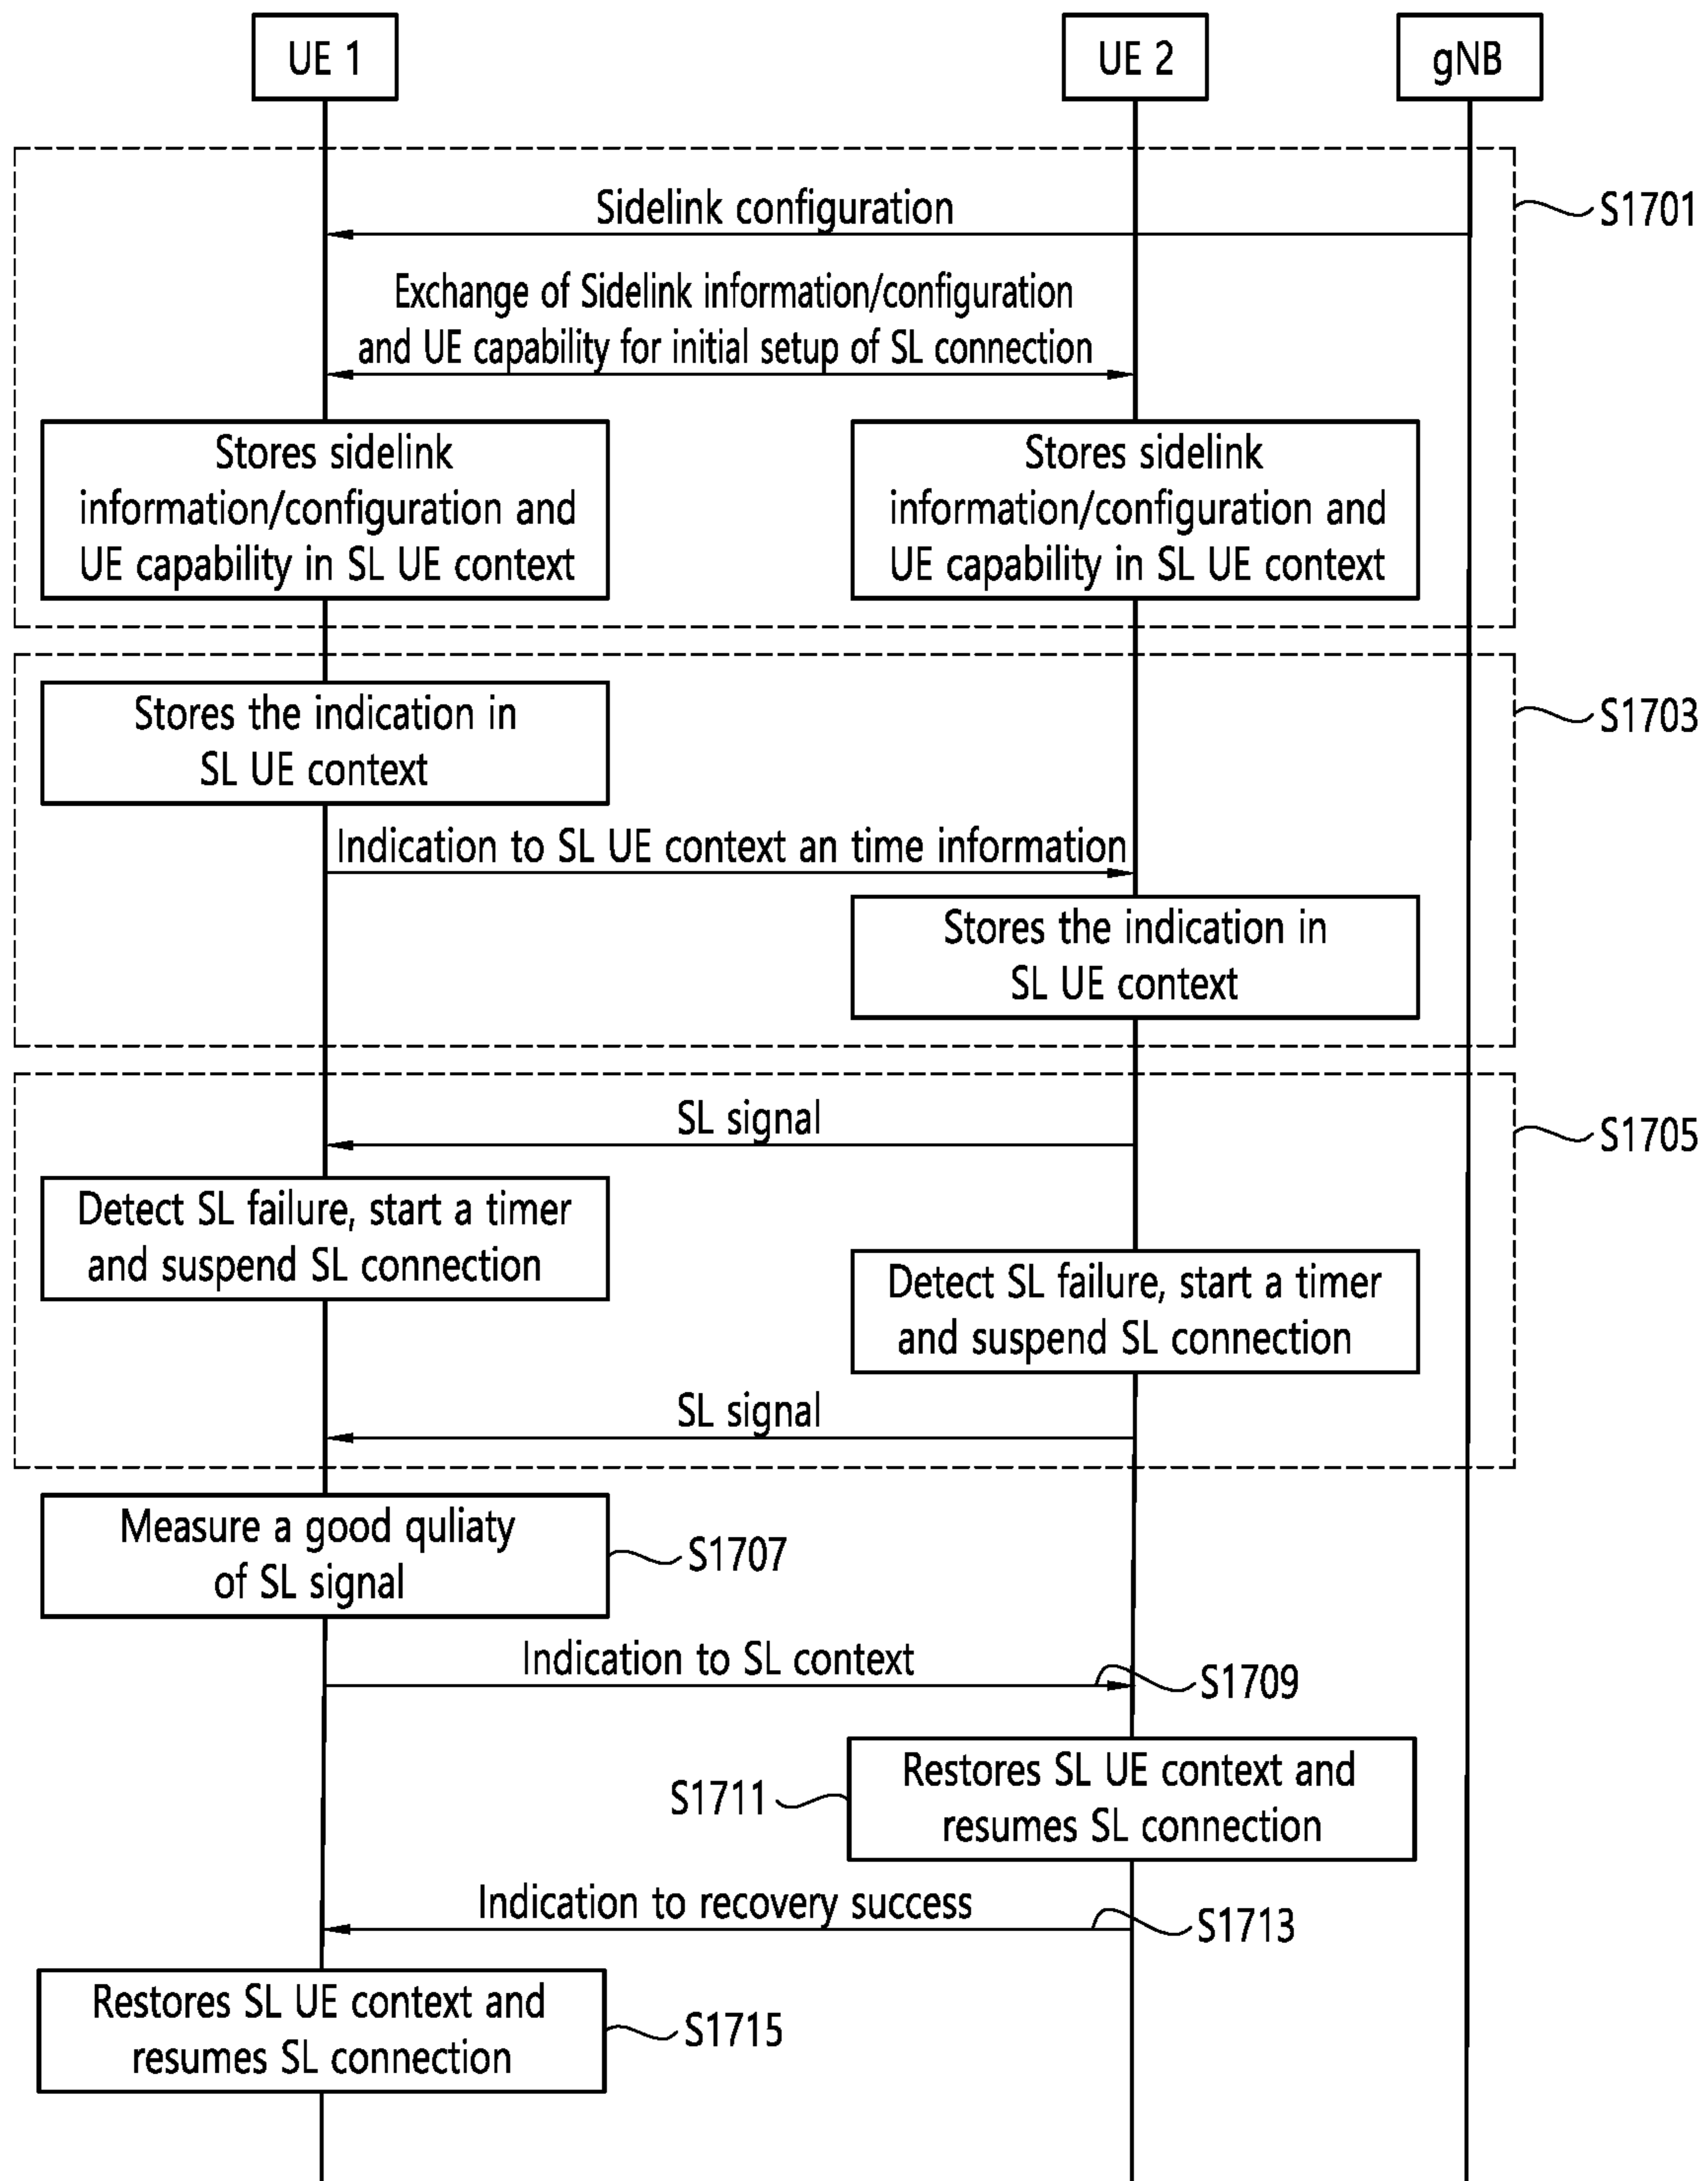 UE 1
UE 2
gNB
Sidelink configuration
S1701
Exchange of Sidelink information/configuration
and UE capability for initial setup of SL connection
Stores sidelink
information/configuration and
UE capability in SL UE context
Stores sidelink
information/configuration and
UE capability in SL UE context
Stores the indication in
SL UE context
S1703
Indication to SL UE context an time information
Stores the indication in
SL UE context
SL signal
S1705
Detect SL failure, start a timer
and suspend SL connection
Detect SL failure, start a timer
and suspend SL connection
SL signal
Measure a good quliaty
of SL signal
S1707
Indication to SL context
S1709
Restores SL UE context and
resumes SL connection
S1711
Indication to recovery success
S1713
Restores SL UE context and
resumes SL connection
S1715